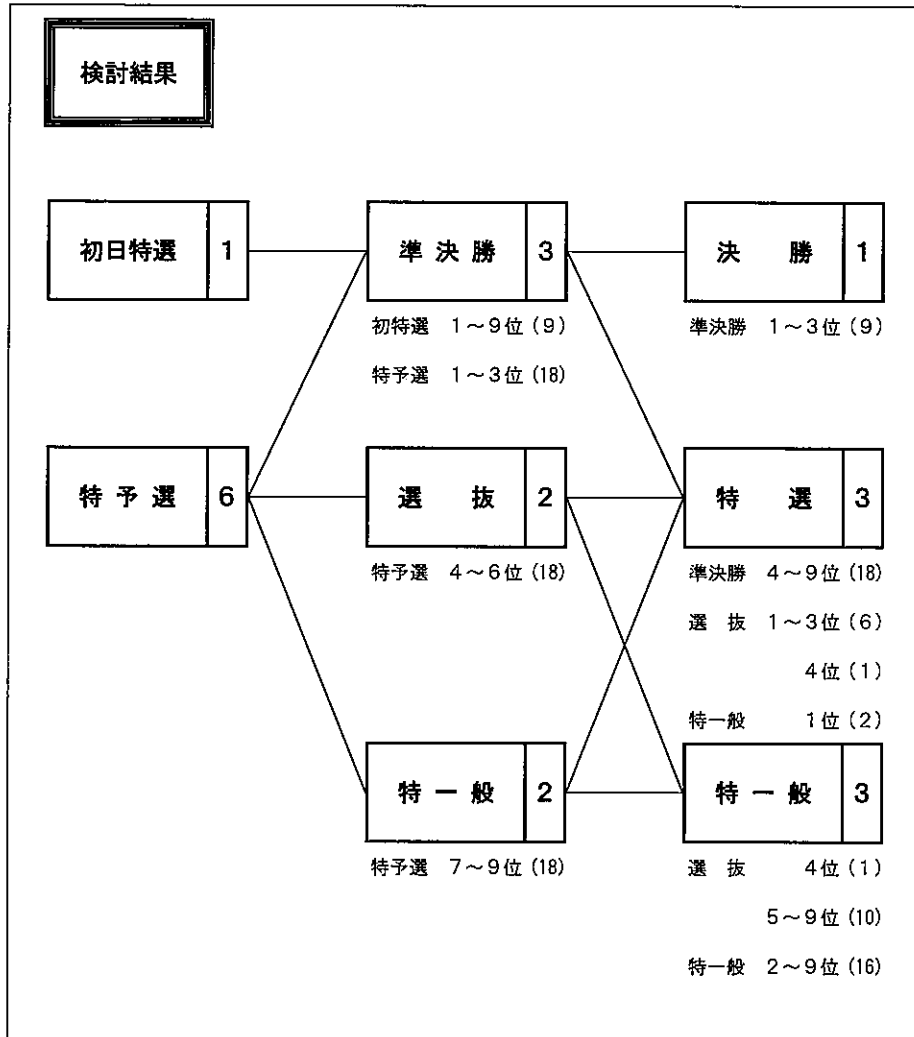 検討結果
初日特選 1
準決勝 3
初特選 1～9位(9)
特予選 1～3位(18)
決勝 1
準決勝 1～3位(9)
特予選 6
選抜 2
特予選 4～6位(18)
特選 3
準決勝 4～9位(18)
選抜 1～3位(6)
4位(1)
特一般 1位(2)
特一般 2
特予選 7～9位(18)
特一般 3
選抜 4位(1)
5～9位(10)
特一般 2～9位(16)